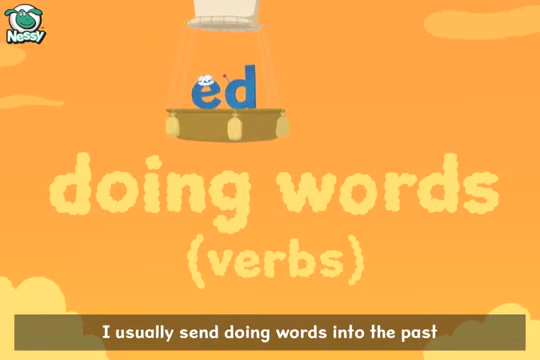 Nessy
ed
doing words
(verbs)
I usually send doing words into the past